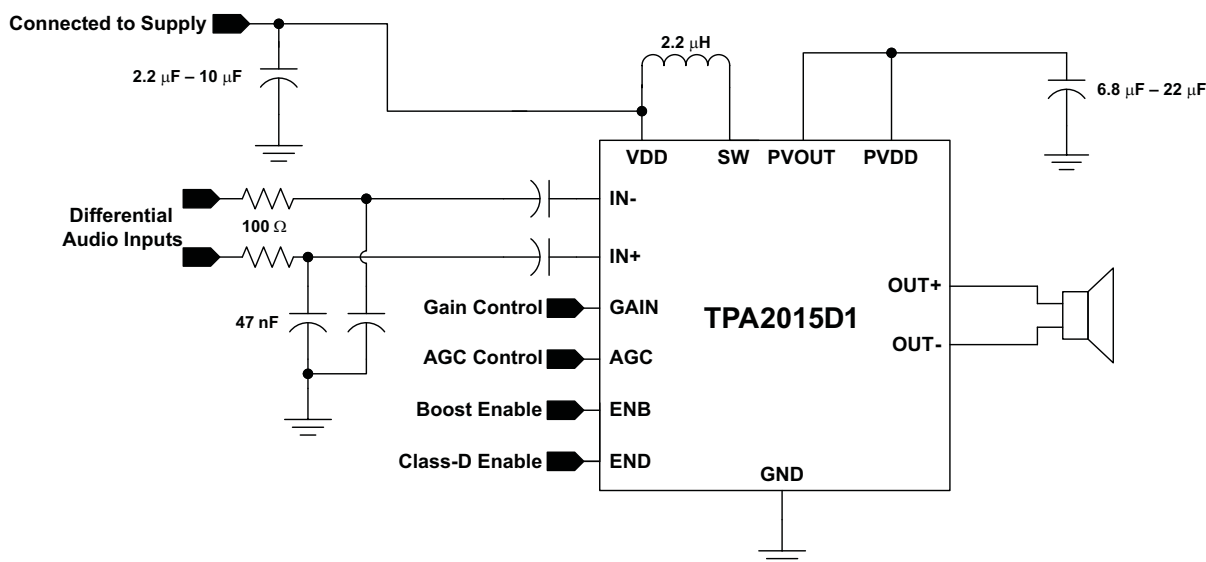 Connected to Supply
2.2 μH
2.2 μF – 10 μF
6.8 μF – 22 μF
VDD
SW
PVOUT
PVDD
Differential
Audio Inputs
100 Ω
IN-
IN+
47 nF
Gain Control
GAIN
AGC Control
AGC
Boost Enable
ENB
Class-D Enable
END
TPA2015D1
OUT+
OUT-
GND